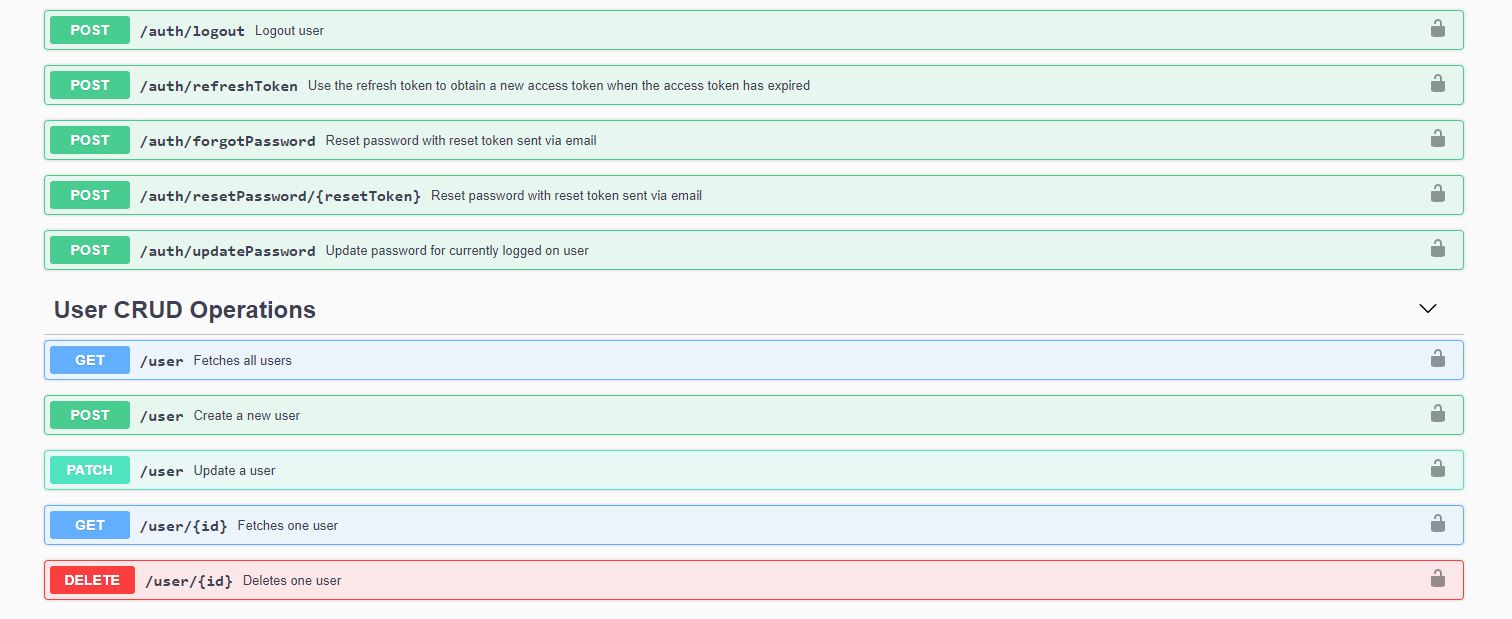 POST /auth/logout Logout user
POST /auth/refreshToken Use the refresh token to obtain a new access token when the access token has expired
POST /auth/forgotPassword Reset password with reset token sent via email
POST /auth/resetPassword/{resetToken} Reset password with reset token sent via email
POST /auth/updatePassword Update password for currently logged on user
User CRUD Operations
GET /user Fetches all users
POST /user Create a new user
PATCH /user Update a user
GET /user/{id} Fetches one user
DELETE /user/{id} Deletes one user